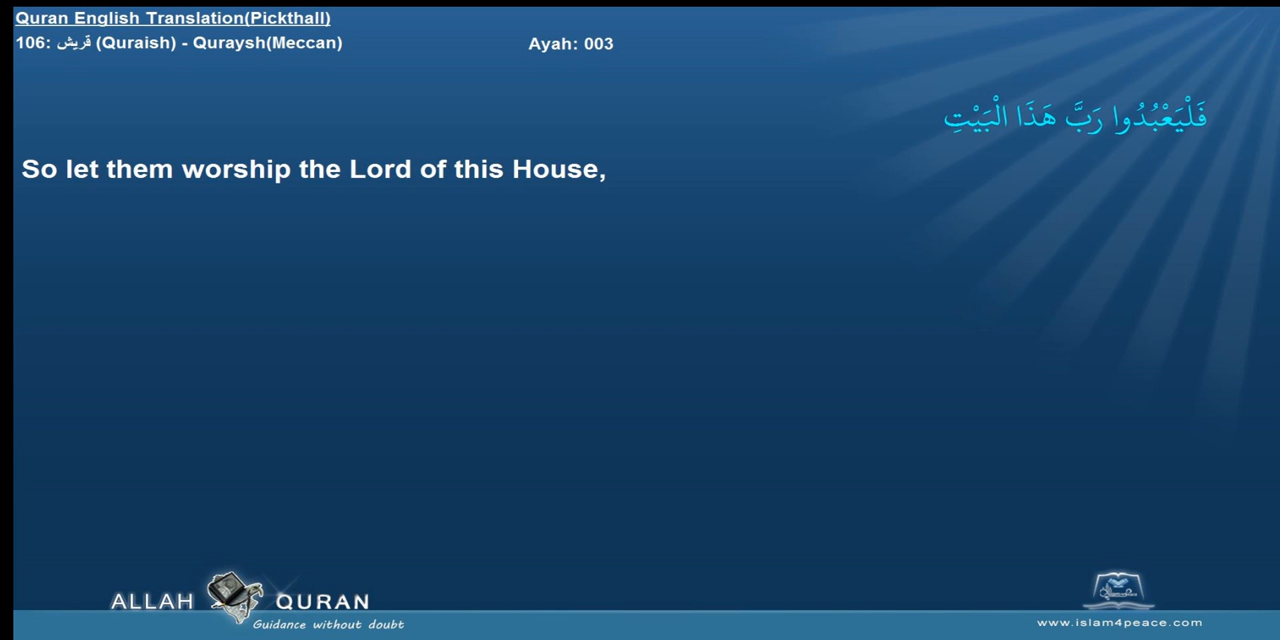 Quran English Translation(Pickthall)
106: قريش (Quraish) - Quraysh(Meccan)
Ayah: 003
فَلْيَعْبُدُوا رَبَّ هَذَا الْبَيْتِ
So let them worship the Lord of this House,
ALLAH QURAN
Guidance without doubt
www.islam4peace.com